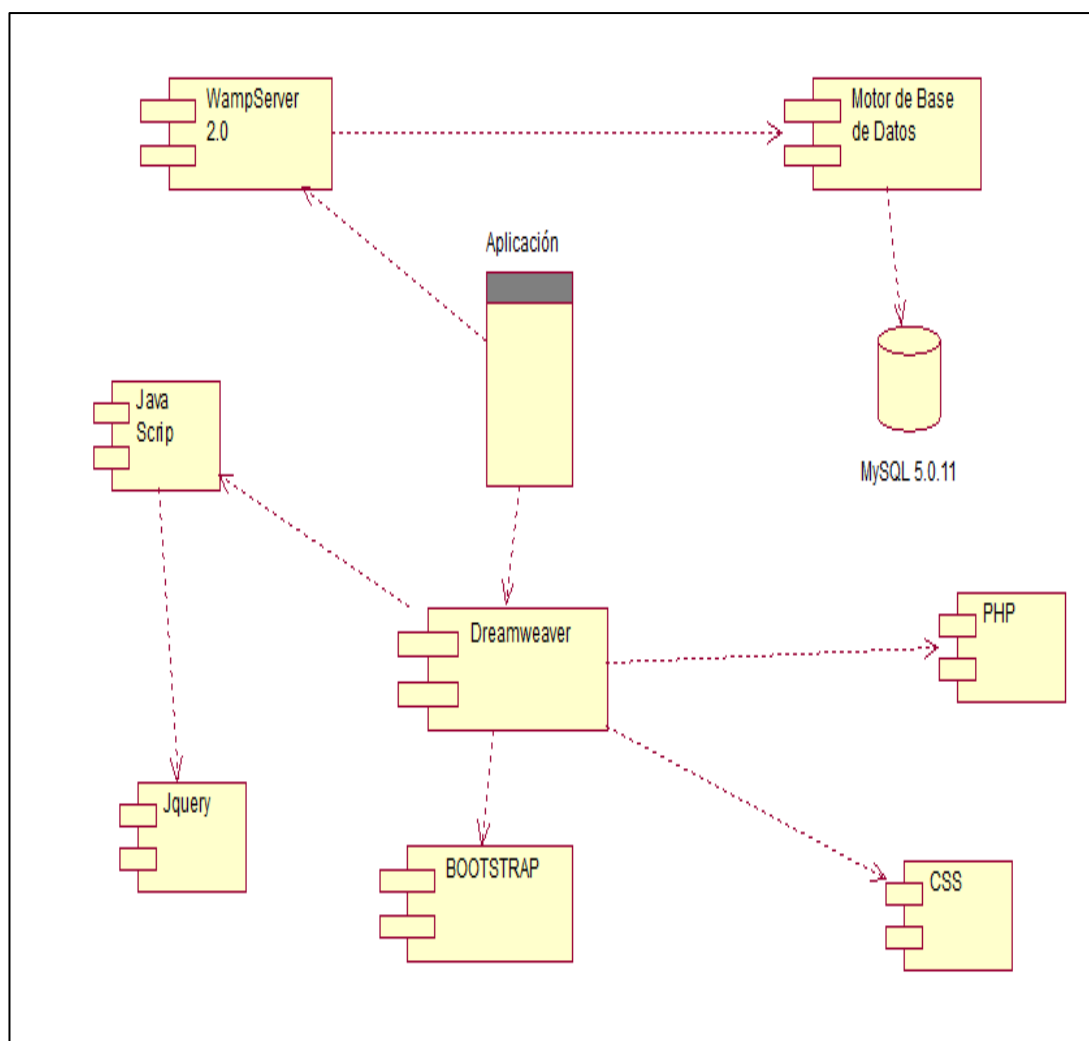 WampServer
2.0
Motor de Base
de Datos
Aplicación
Java
Scrip
MySQL 5.0.11
Dreamweaver
PHP
Jquery
BOOTSTRAP
CSS